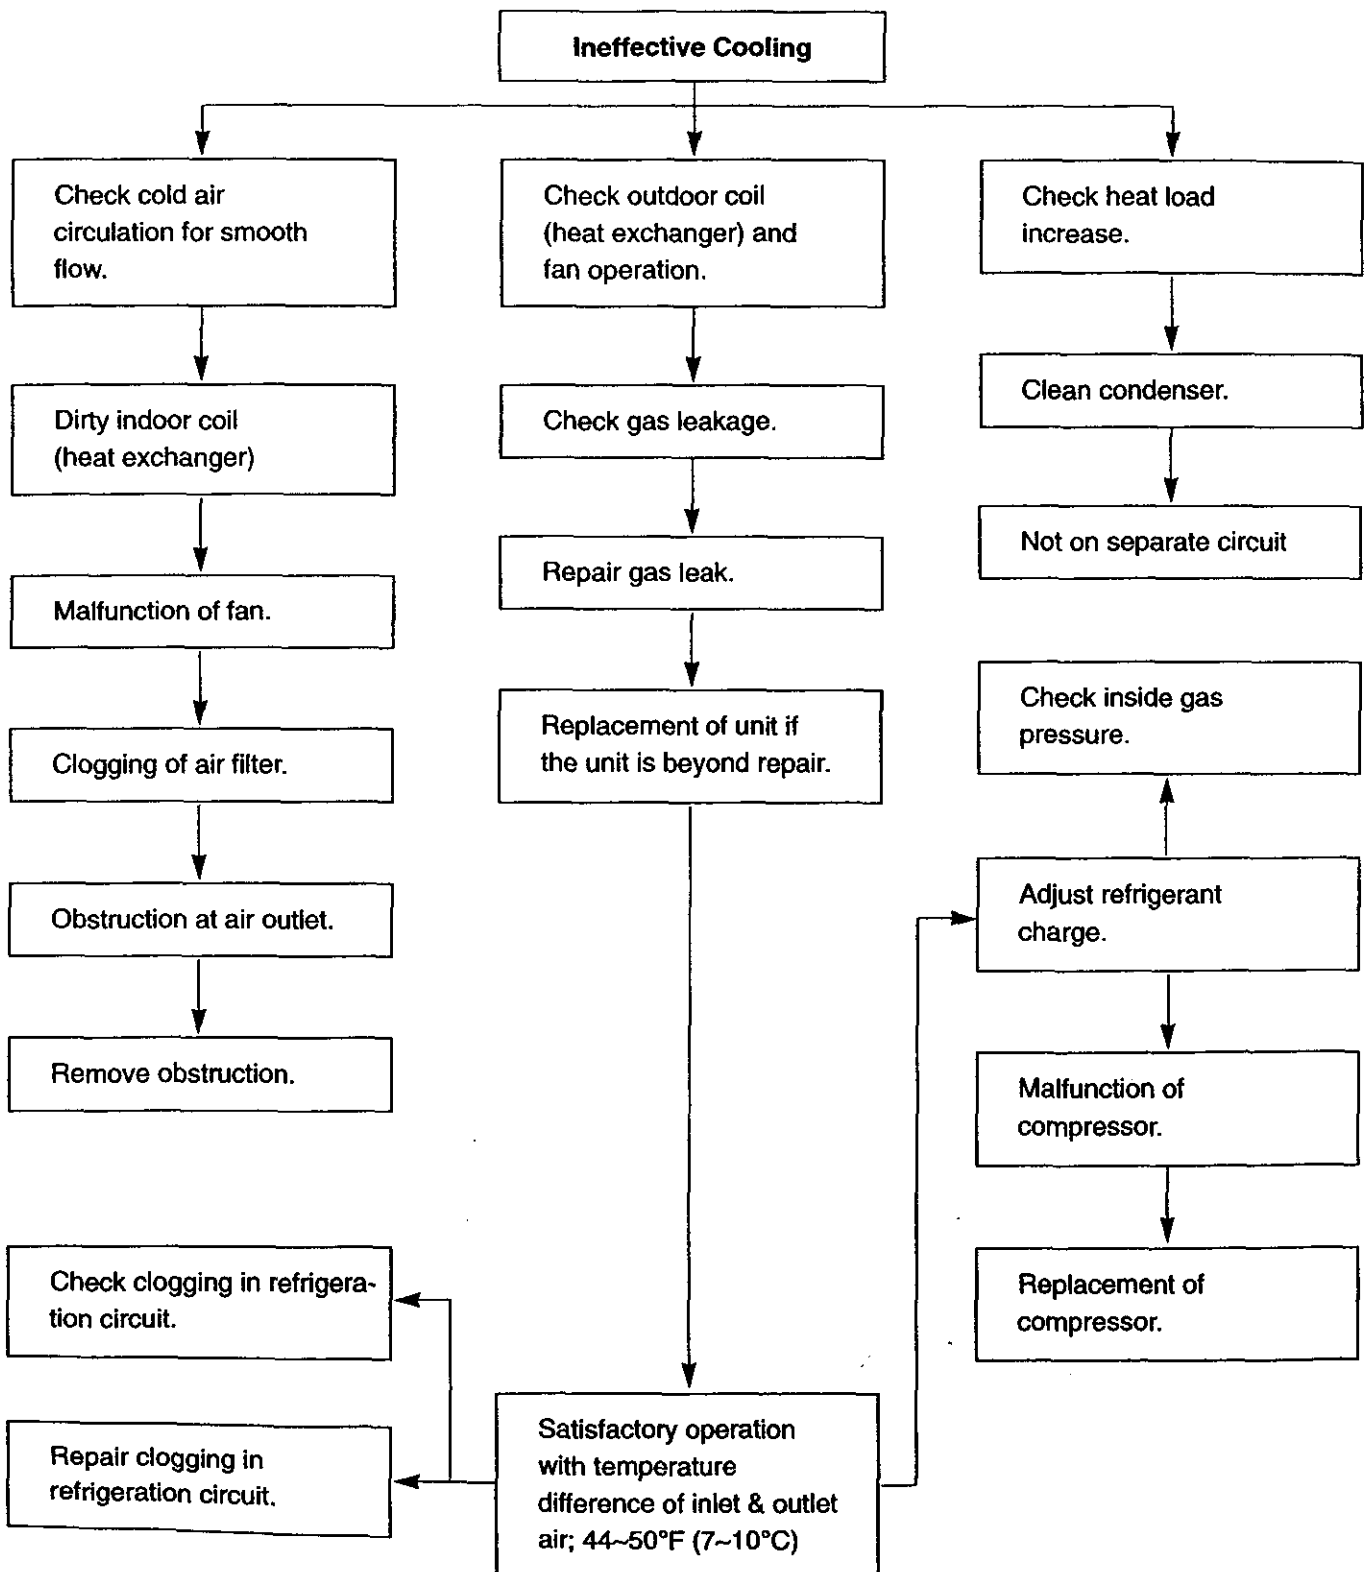 Ineffective Cooling
Check cold air
circulation for smooth
flow.
Dirty indoor coil
(heat exchanger)
Malfunction of fan.
Clogging of air filter.
Obstruction at air outlet.
Remove obstruction.
Check clogging in refrigera-
tion circuit.
Repair clogging in
refrigeration circuit.
Check outdoor coil
(heat exchanger) and
fan operation.
Check gas leakage.
Repair gas leak.
Replacement of unit if
the unit is beyond repair.
Satisfactory operation
with temperature
difference of inlet & outlet
air; 44~50°F (7~10°C)
Check heat load
increase.
Clean condenser.
Not on separate circuit
Check inside gas
pressure.
Adjust refrigerant
charge.
Malfunction of
compressor.
Replacement of
compressor.